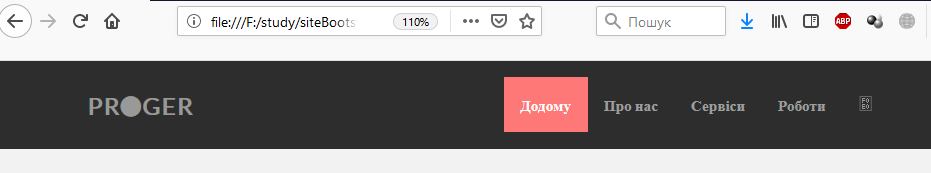 file:///F:/study/siteBoots
110%
Пошук
ABP
PROGER
Додому
Про нас
Сервіси
Роботи